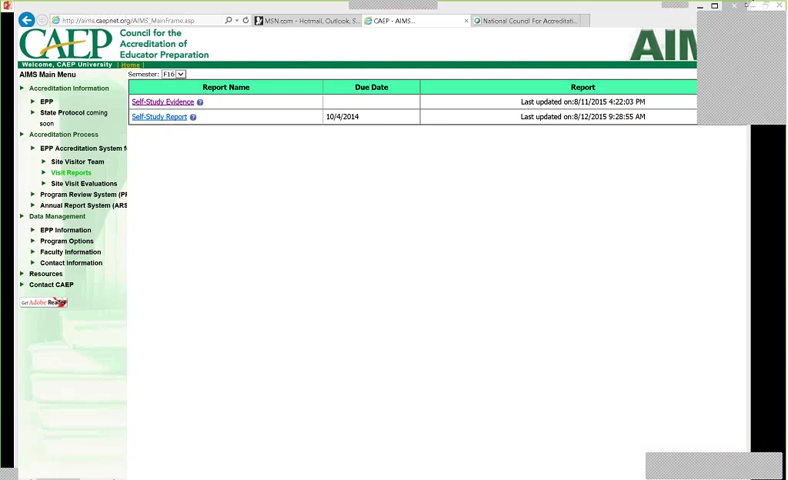 http://aims.caepnet.org/AIMS_MainFrame.asp
MSN.com - Hotmail, Outlook, S...
CAEP - AIMS...
National Council For Accreditati...
CAEP
Council for the
Accreditation of
Educator Preparation
AIM
Welcome, CAEP University | Home |
AIMS Main Menu
Semester: F16
Accreditation Information
EPP
State Protocol coming
soon
Accreditation Process
EPP Accreditation System f
Site Visitor Team
Visit Reports
Site Visit Evaluations
Program Review System (PR
Annual Report System (ARS
Data Management
EPP Information
Program Options
Faculty Information
Contact Information
Resources
Contact CAEP
Get Adobe Reader
Report Name Due Date Report
Self-Study Evidence Last updated on:8/11/2015 4:22:03 PM
Self-Study Report 10/4/2014 Last updated on:8/12/2015 9:28:55 AM